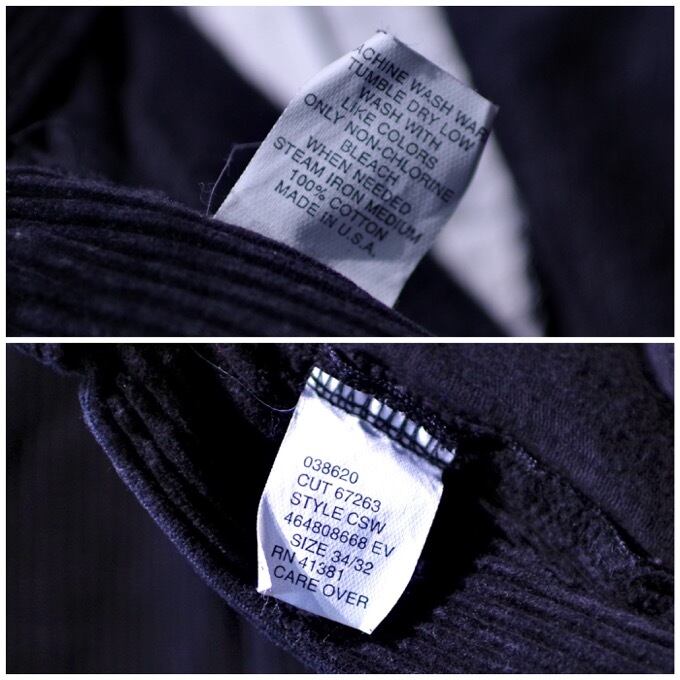 ACHINE WASH WAR
TUMBLE DRY LOW
WASH WITH
LIKE COLORS
ONLY NON-CHLORINE
BLEACH
WHEN NEEDED
STEAM IRON MEDIUM
100% COTTON
MADE IN U.S.A.
038620
CUT 67263
STYLE CSW
464808668 EV
SIZE 34/32
RN 41381
CARE OVER